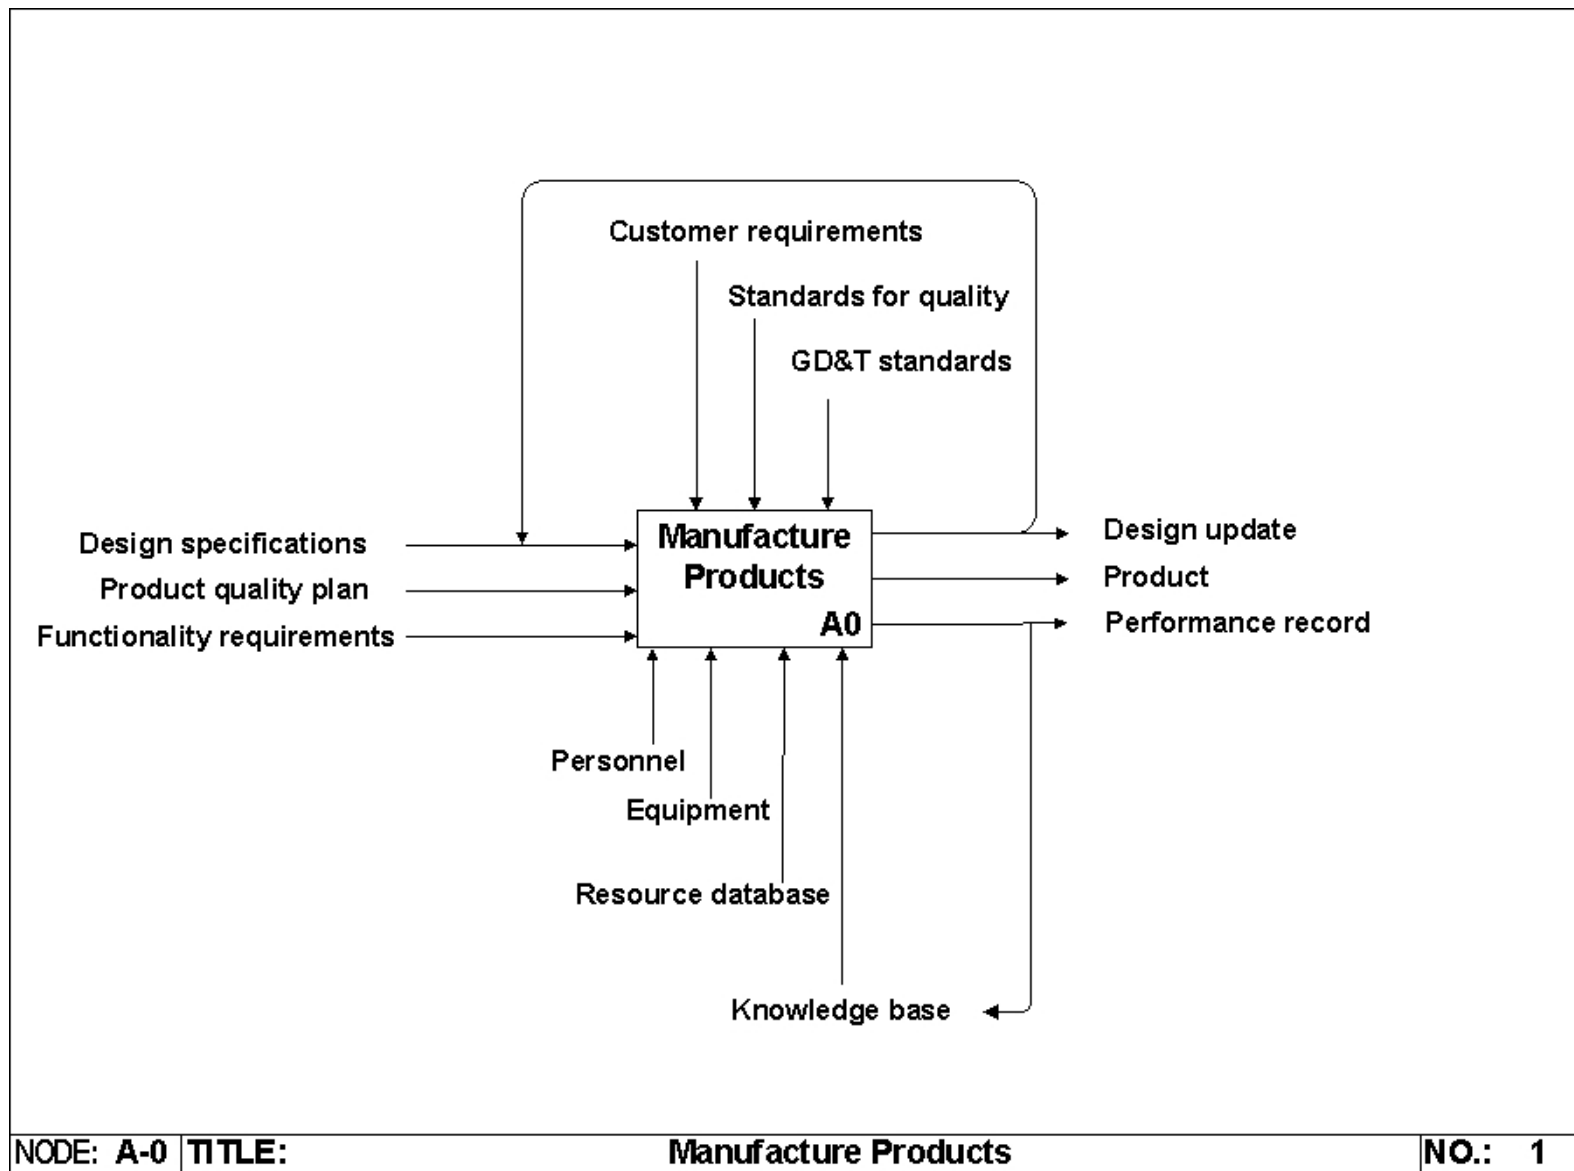 Customer requirements
Standards for quality
GD&T standards
Design specifications
Product quality plan
Functionality requirements
Manufacture
Products
A0
Design update
Product
Performance record
Personnel
Equipment
Resource database
Knowledge base
NODE: A-0 TITLE: Manufacture Products NO.: 1